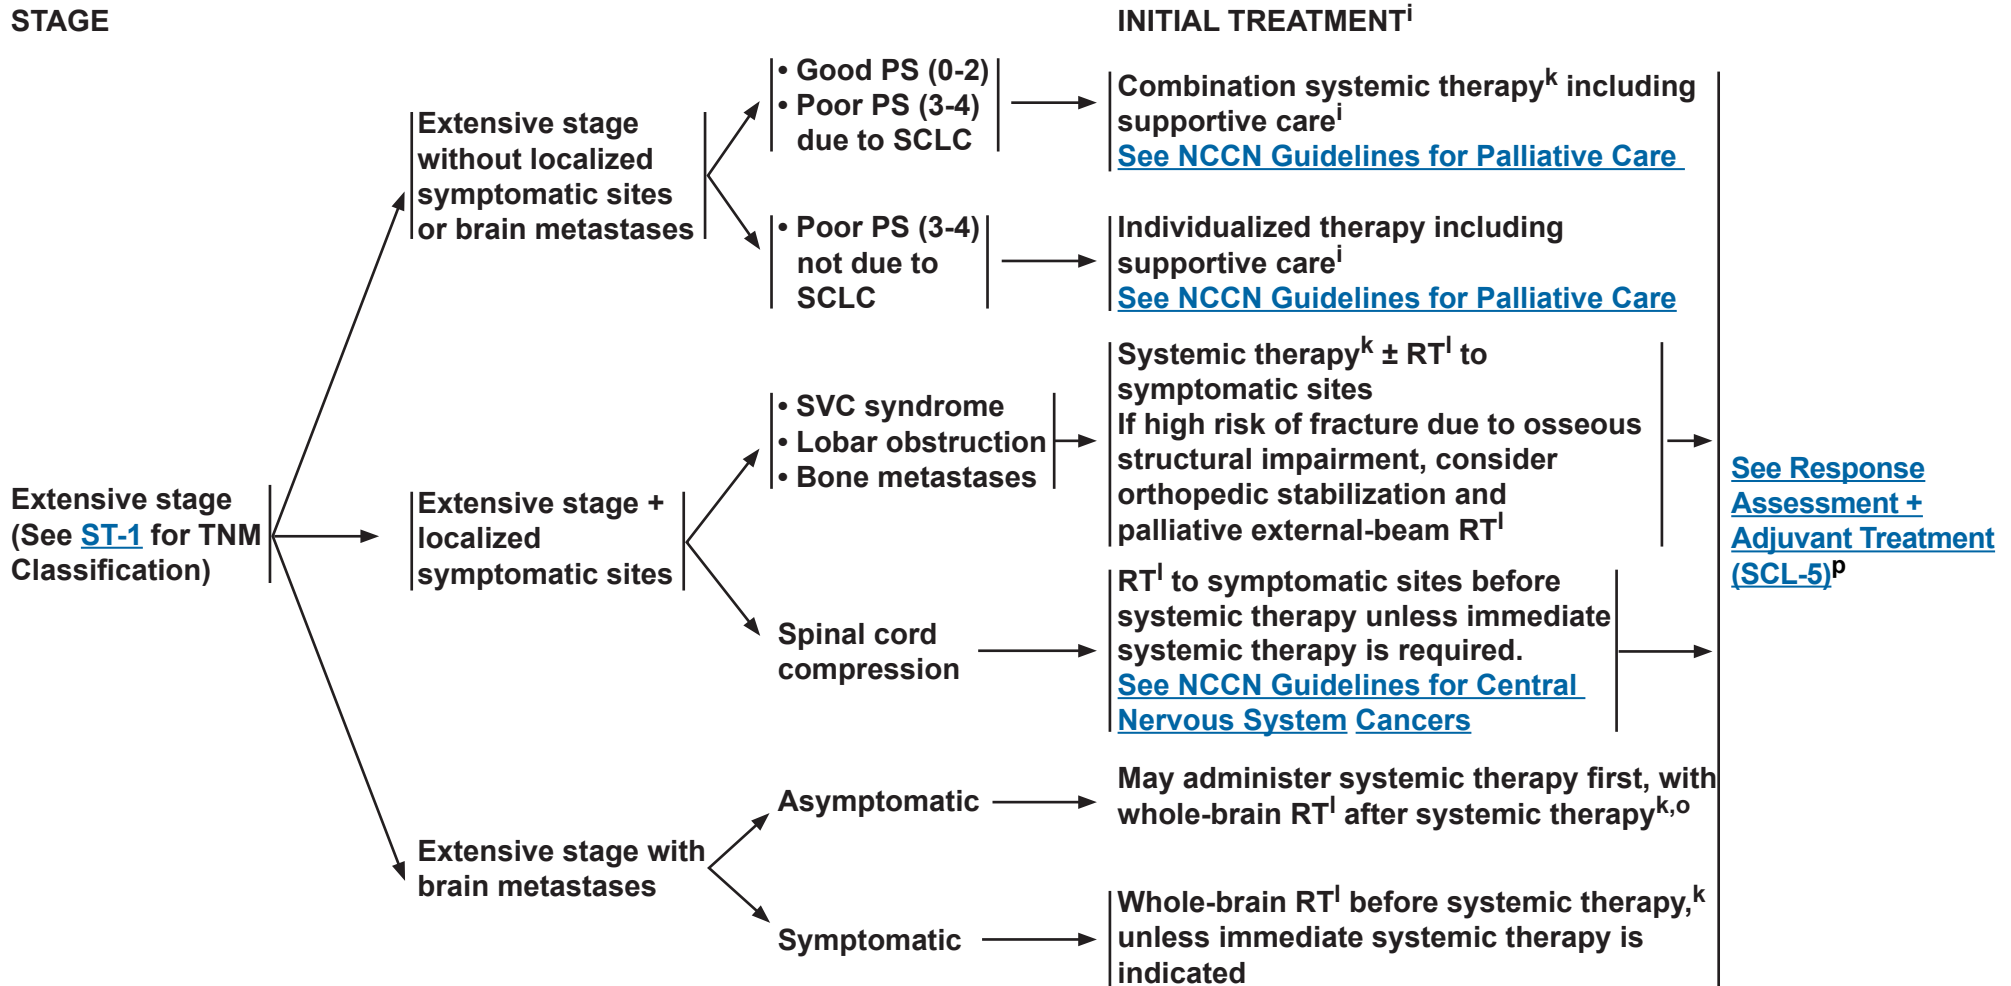 STAGE
INITIAL TREATMENTⁱ
Extensive stage
(See ST-1 for TNM
Classification)
Extensive stage
without localized
symptomatic sites
or brain metastases
• Good PS (0-2)
• Poor PS (3-4)
due to SCLC
Combination systemic therapyᵏ including
supportive careⁱ
See NCCN Guidelines for Palliative Care
• Poor PS (3-4)
not due to
SCLC
Individualized therapy including
supportive careⁱ
See NCCN Guidelines for Palliative Care
Extensive stage +
localized
symptomatic sites
• SVC syndrome
• Lobar obstruction
• Bone metastases
Systemic therapyᵏ ± RTˡ to
symptomatic sites
If high risk of fracture due to osseous
structural impairment, consider
orthopedic stabilization and
palliative external-beam RTˡ
Spinal cord
compression
RTˡ to symptomatic sites before
systemic therapy unless immediate
systemic therapy is required.
See NCCN Guidelines for Central
Nervous System Cancers
Extensive stage with
brain metastases
Asymptomatic
May administer systemic therapy first, with
whole-brain RTˡ after systemic therapyᵏ,ᵒ
Symptomatic
Whole-brain RTˡ before systemic therapy,ᵏ
unless immediate systemic therapy is
indicated
See Response
Assessment +
Adjuvant Treatment
(SCL-5)ᵖ